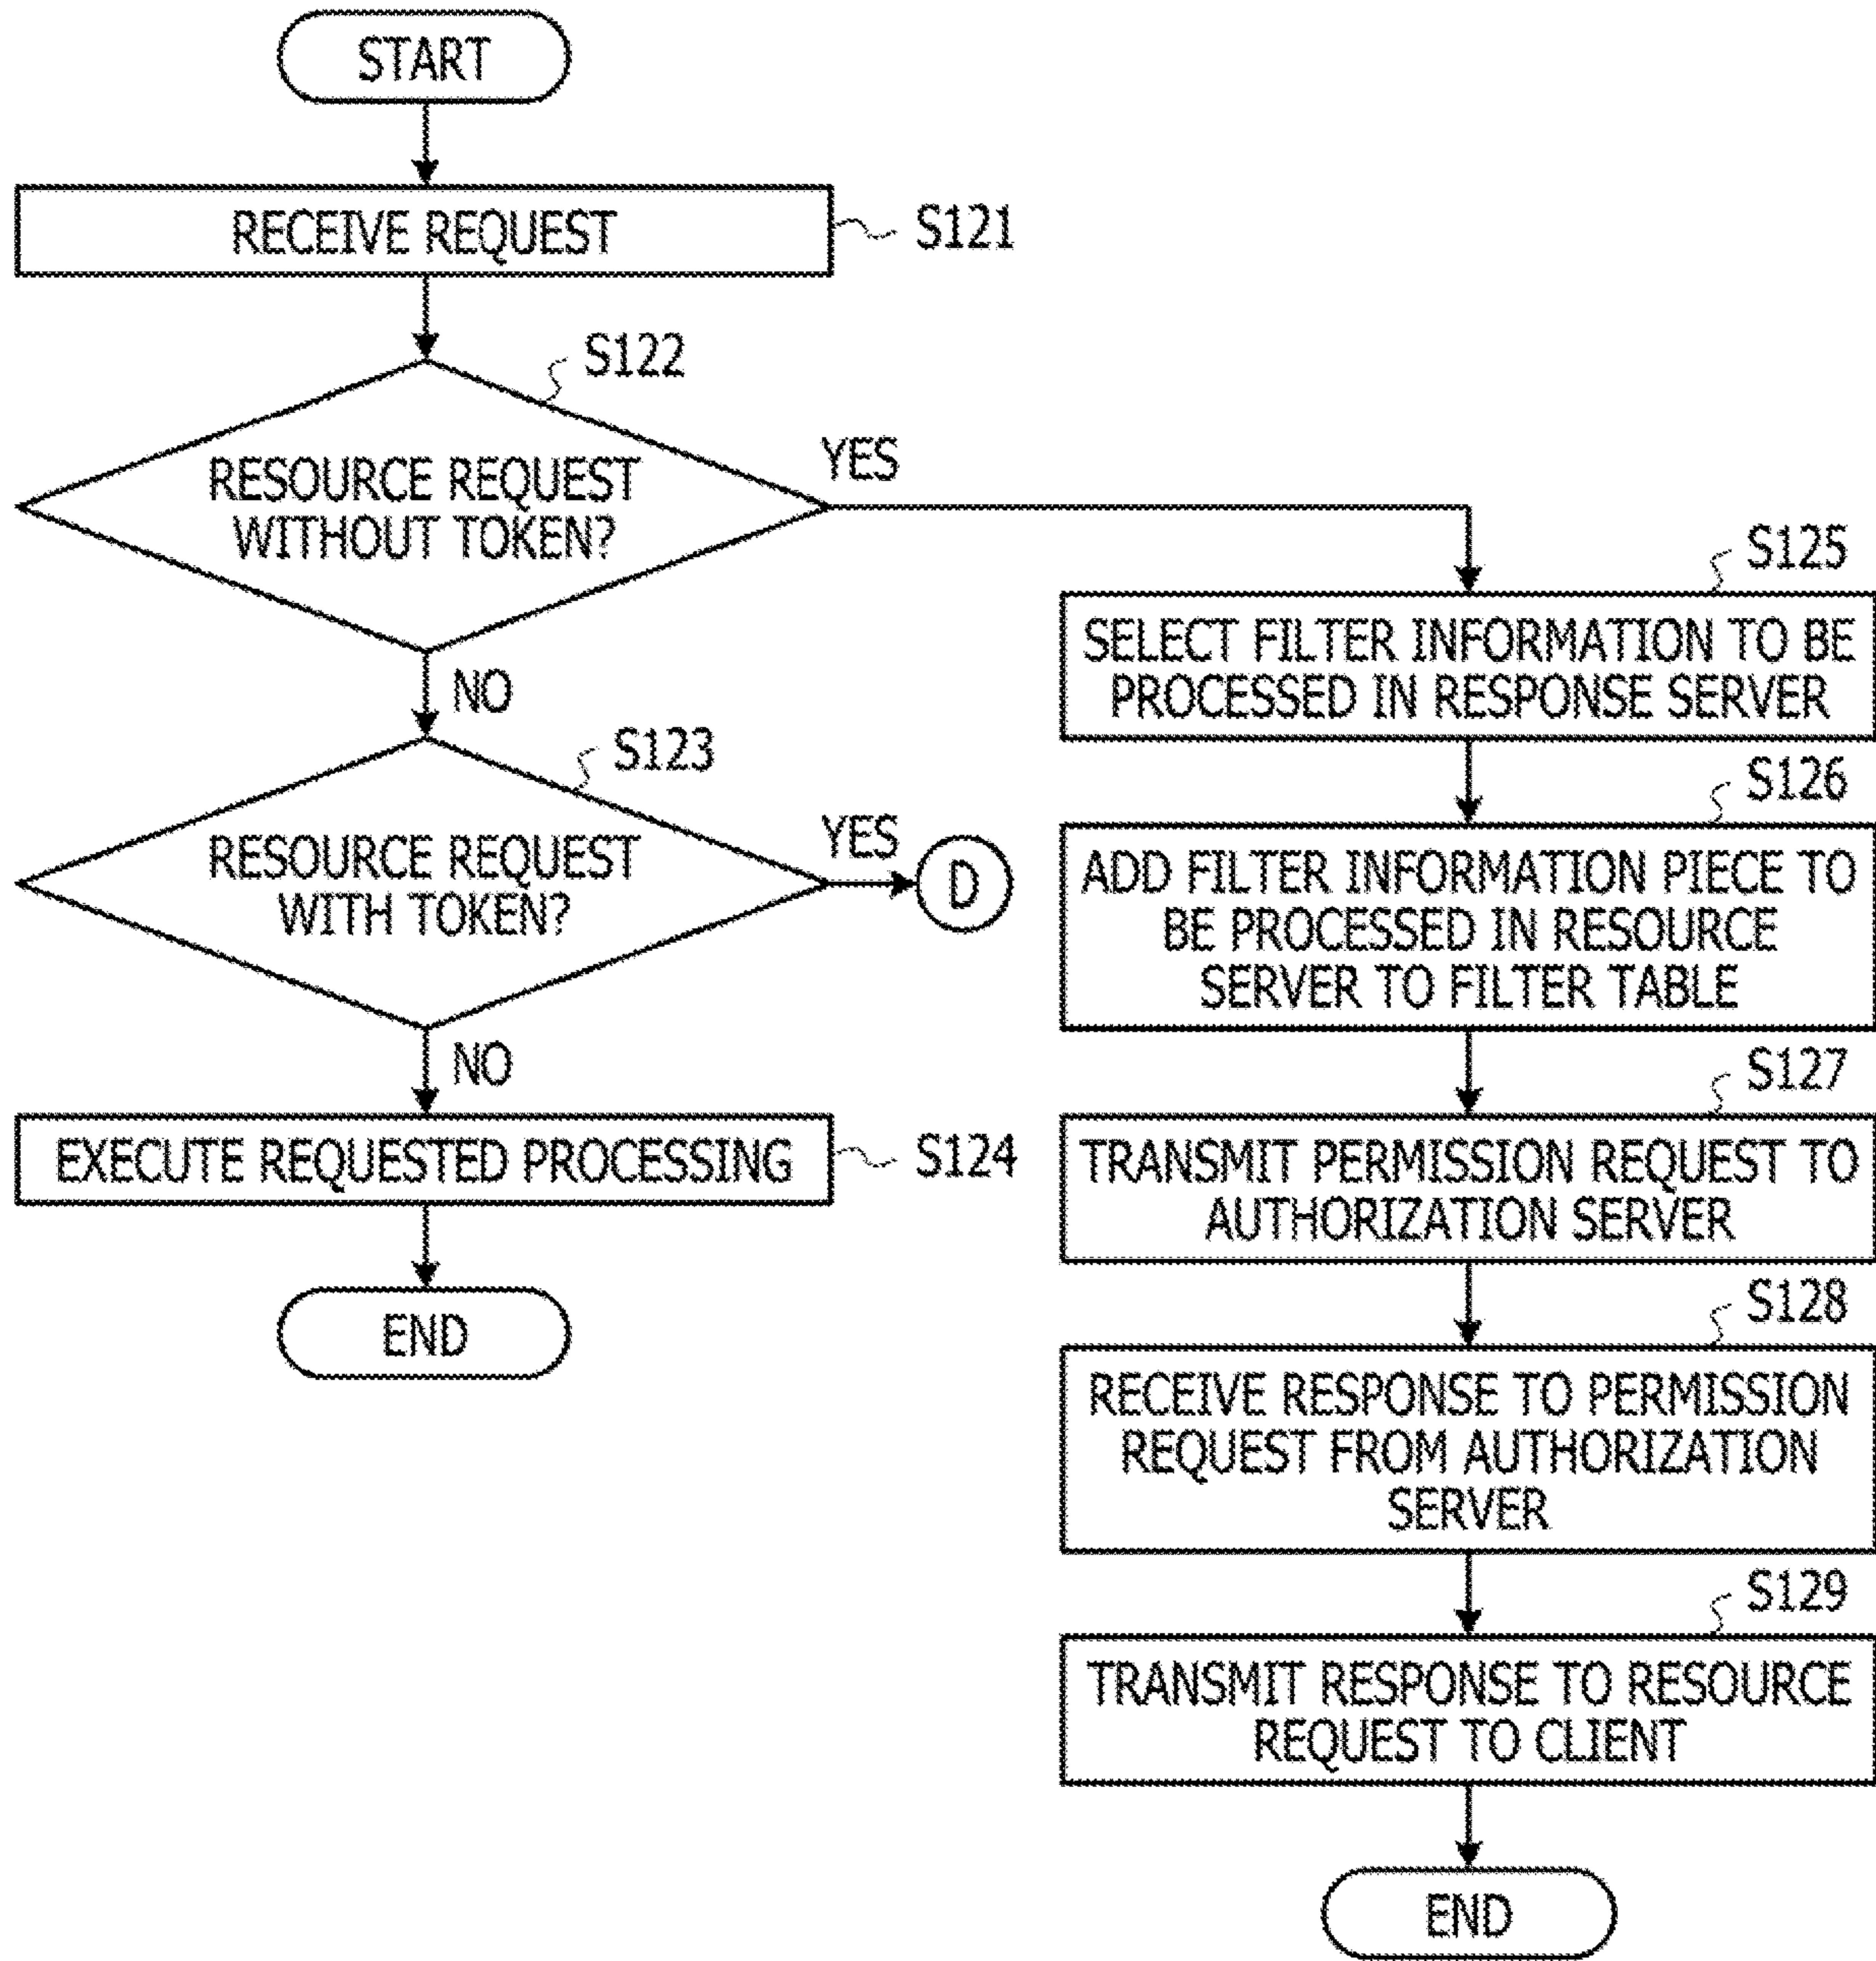 START
RECEIVE REQUEST
S121
S122
RESOURCE REQUEST
WITHOUT TOKEN?
YES
NO
S123
RESOURCE REQUEST
WITH TOKEN?
YES
D
NO
EXECUTE REQUESTED PROCESSING
S124
END
S125
SELECT FILTER INFORMATION TO BE
PROCESSED IN RESPONSE SERVER
S126
ADD FILTER INFORMATION PIECE TO
BE PROCESSED IN RESOURCE
SERVER TO FILTER TABLE
S127
TRANSMIT PERMISSION REQUEST TO
AUTHORIZATION SERVER
S128
RECEIVE RESPONSE TO PERMISSION
REQUEST FROM AUTHORIZATION
SERVER
S129
TRANSMIT RESPONSE TO RESOURCE
REQUEST TO CLIENT
END